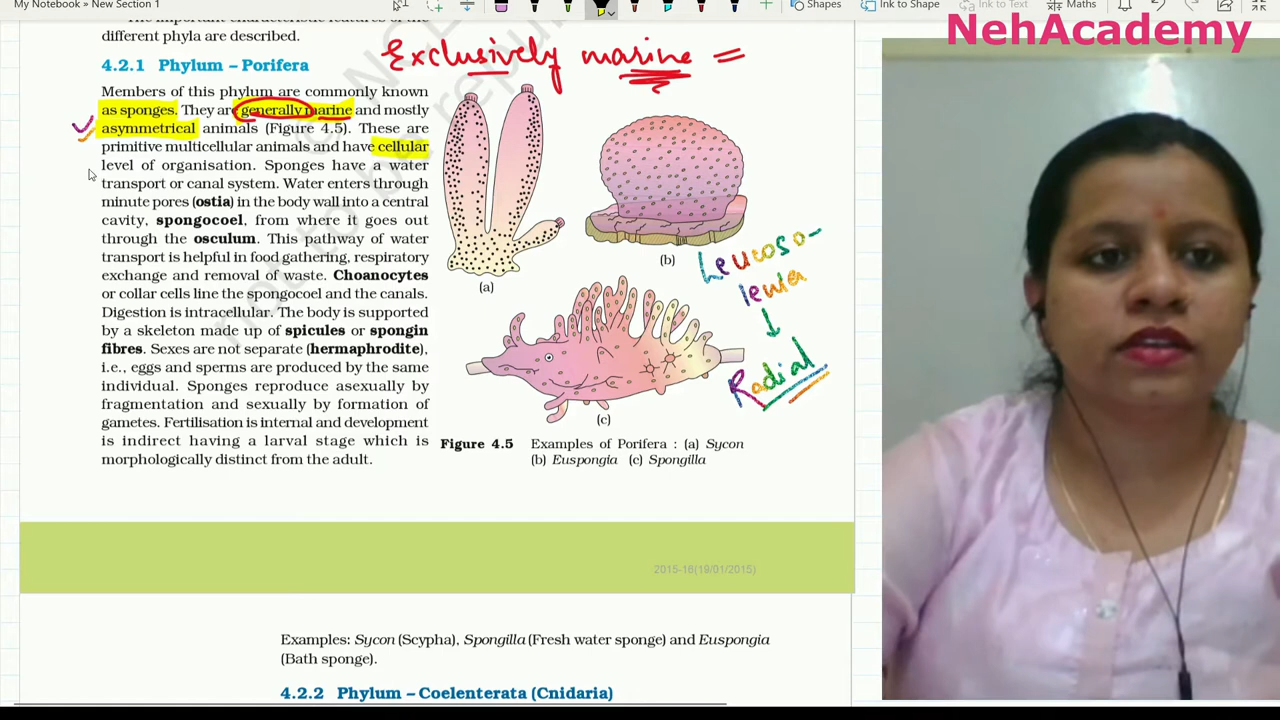 My Notebook » New Section 1
Shapes
Ink to Shape
Ink to Text
Maths
NehAcademy
different phyla are described.
Exclusively marine =
4.2.1 Phylum – Porifera
Members of this phylum are commonly known
as sponges. They are generally marine and mostly
asymmetrical animals (Figure 4.5). These are
primitive multicellular animals and have cellular
level of organisation. Sponges have a water
transport or canal system. Water enters through
minute pores (ostia) in the body wall into a central
cavity, spongocoel, from where it goes out
through the osculum. This pathway of water
transport is helpful in food gathering, respiratory
exchange and removal of waste. Choanocytes
or collar cells line the spongocoel and the canals.
Digestion is intracellular. The body is supported
by a skeleton made up of spicules or spongin
fibres. Sexes are not separate (hermaphrodite),
i.e., eggs and sperms are produced by the same
individual. Sponges reproduce asexually by
fragmentation and sexually by formation of
gametes. Fertilisation is internal and development
is indirect having a larval stage which is
morphologically distinct from the adult.
(a)
(b)
Leucoso-
lenia
Radial
(c)
Figure 4.5 Examples of Porifera : (a) Sycon
(b) Euspongia (c) Spongilla
2015-16(19/01/2015)
Examples: Sycon (Scypha), Spongilla (Fresh water sponge) and Euspongia
(Bath sponge).
4.2.2 Phylum – Coelenterata (Cnidaria)